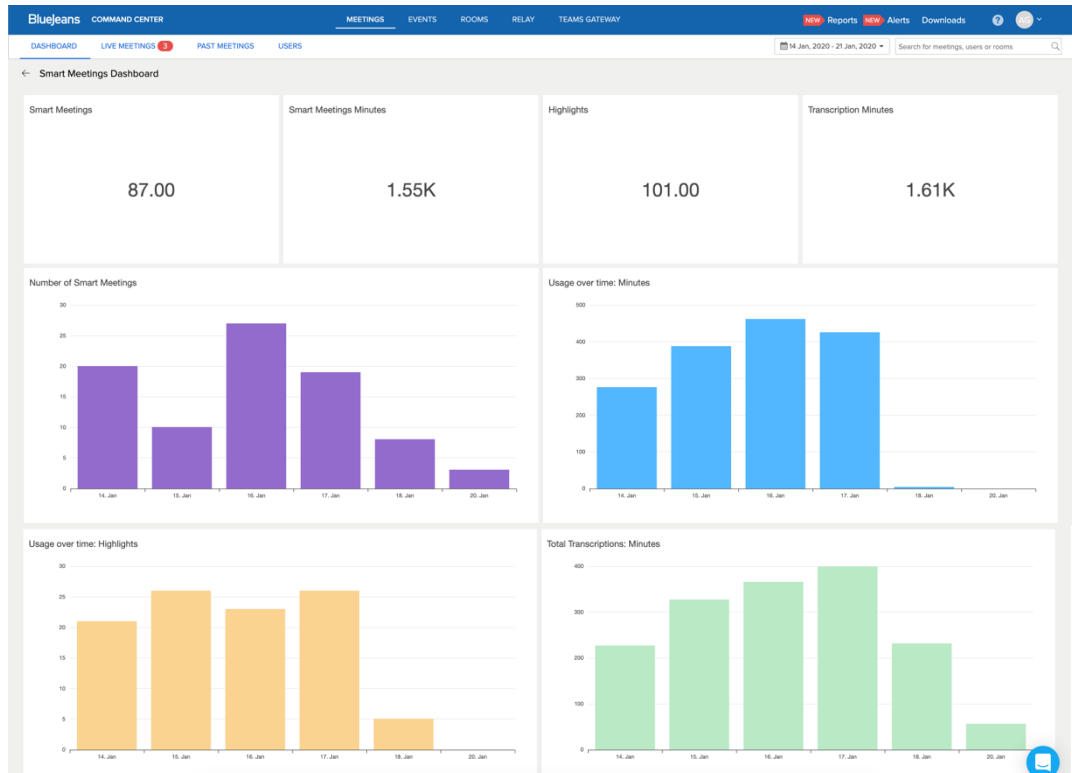 BlueJeans COMMAND CENTER MEETINGS EVENTS ROOMS RELAY TEAMS GATEWAY NEW Reports NEW Alerts Downloads ? AG
DASHBOARD LIVE MEETINGS 3 PAST MEETINGS USERS 14 Jan, 2020 - 21 Jan, 2020 Search for meetings, users or rooms
← Smart Meetings Dashboard
Smart Meetings Smart Meetings Minutes Highlights Transcription Minutes
87.00 1.55K 101.00 1.61K
Number of Smart Meetings
30
25
20
15
10
5
0
14. Jan 15. Jan 16. Jan 17. Jan 18. Jan 20. Jan
Usage over time: Minutes
500
400
300
200
100
0
14. Jan 15. Jan 16. Jan 17. Jan 18. Jan 20. Jan
Usage over time: Highlights
30
25
20
15
10
5
0
14. Jan 15. Jan 16. Jan 17. Jan 18. Jan 20. Jan
Total Transcriptions: Minutes
400
300
200
100
0
14. Jan 15. Jan 16. Jan 17. Jan 18. Jan 20. Jan